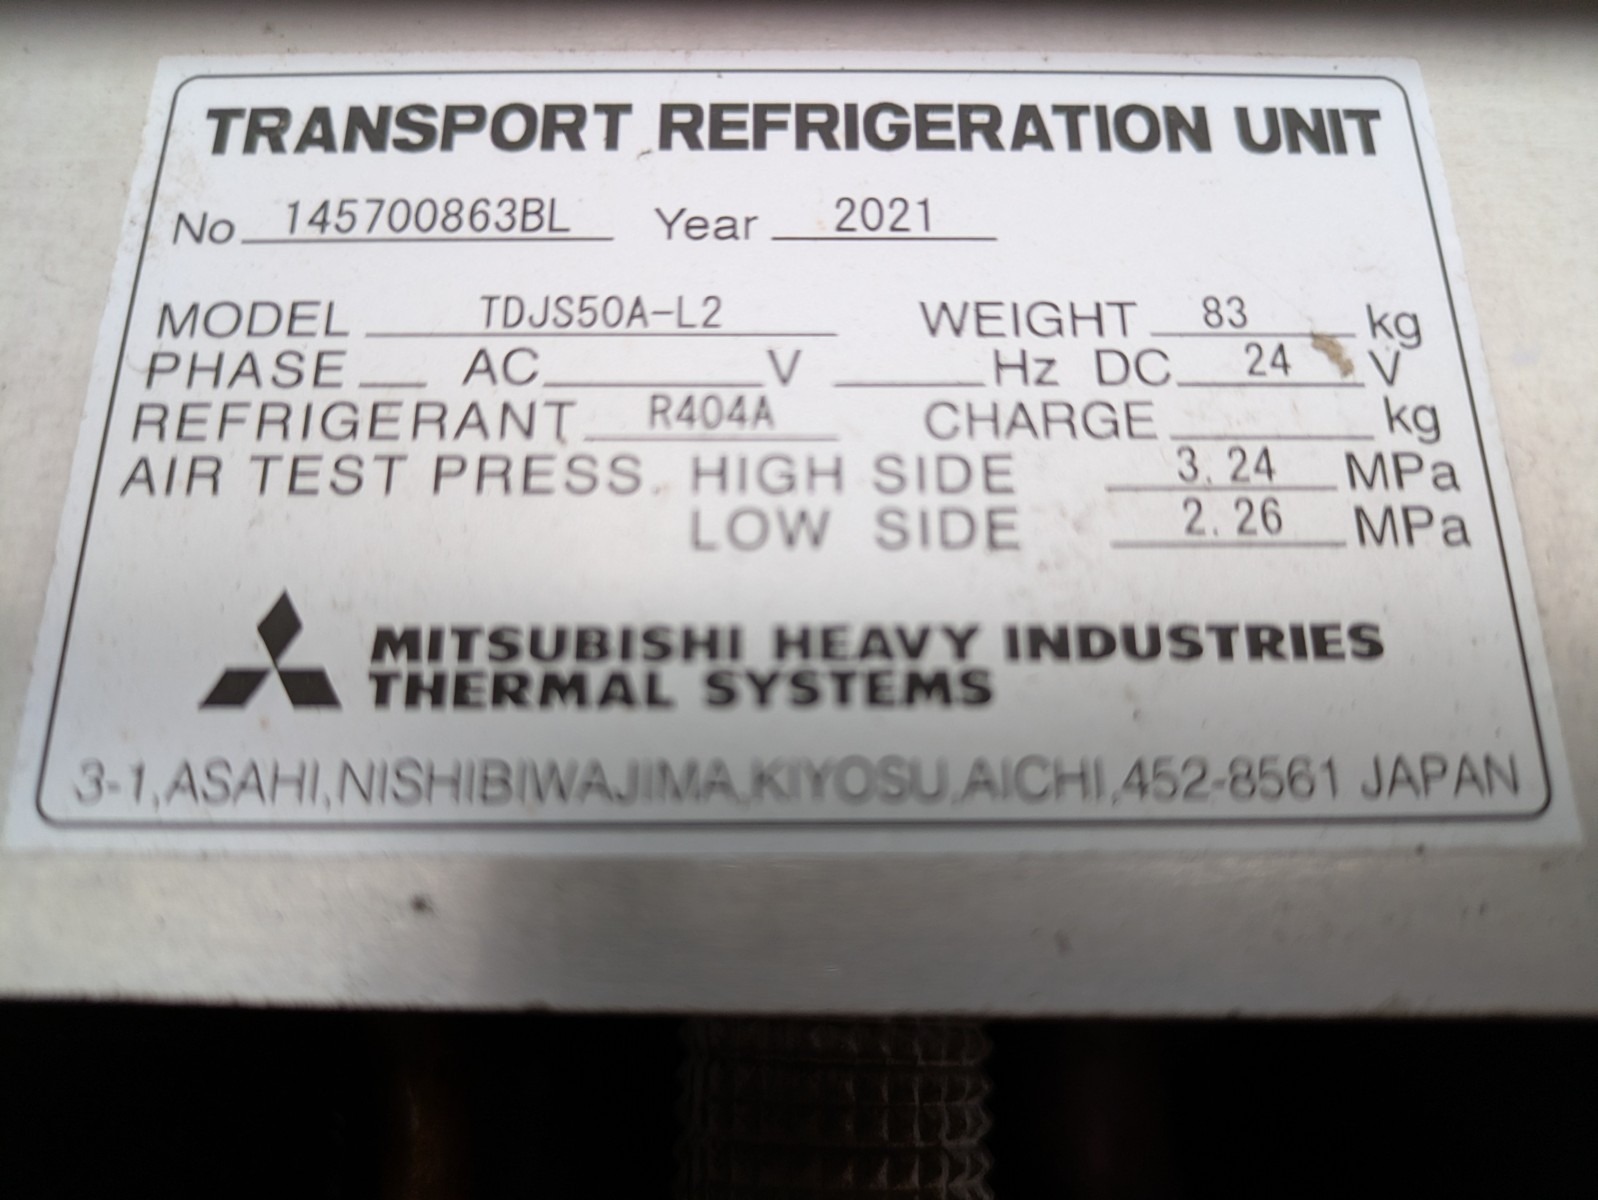 TRANSPORT REFRIGERATION UNIT
No 145700863BL Year 2021
MODEL TDJS50A-L2 WEIGHT 83 kg
PHASE AC V Hz DC 24 V
REFRIGERANT R404A CHARGE kg
AIR TEST PRESS. HIGH SIDE 3.24 MPa
LOW SIDE 2.26 MPa
MITSUBISHI HEAVY INDUSTRIES
THERMAL SYSTEMS
3-1,ASAHI,NISHIBIWAJIMA,KIYOSU,AICHI,452-8561 JAPAN